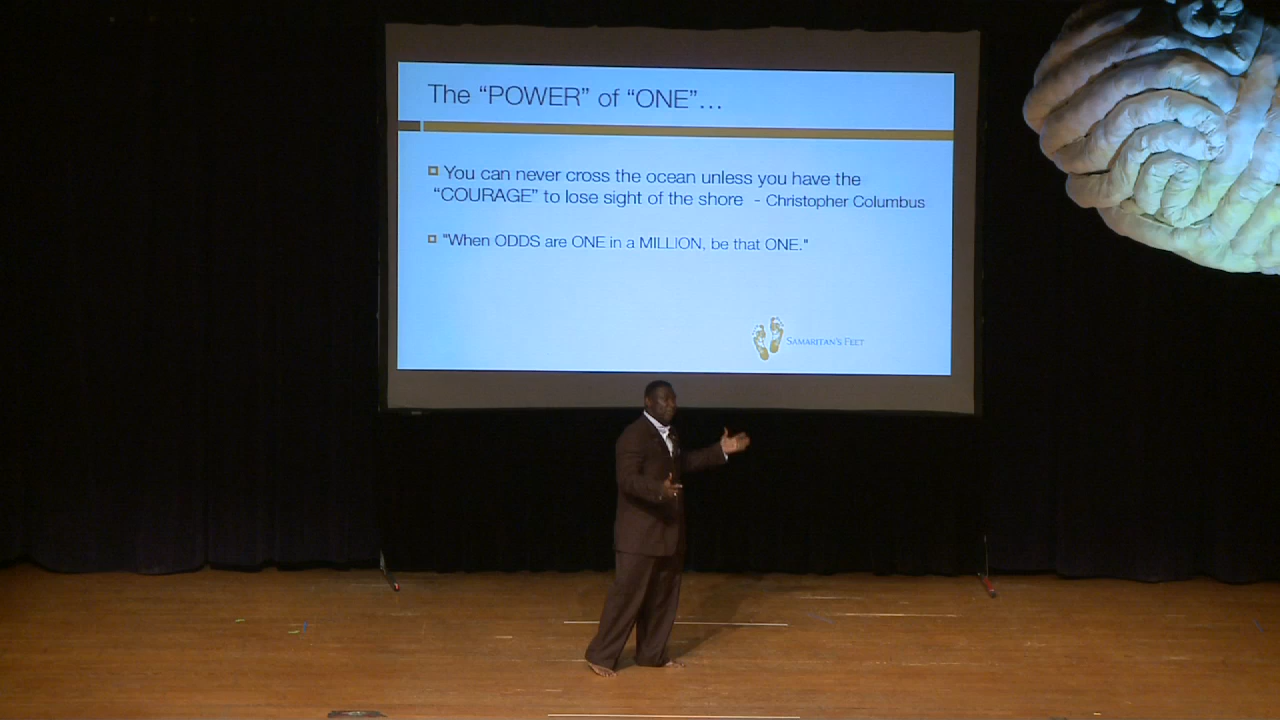 The “POWER” of “ONE”...
You can never cross the ocean unless you have the
“COURAGE” to lose sight of the shore - Christopher Columbus
"When ODDS are ONE in a MILLION, be that ONE."
SAMARITAN'S FEET